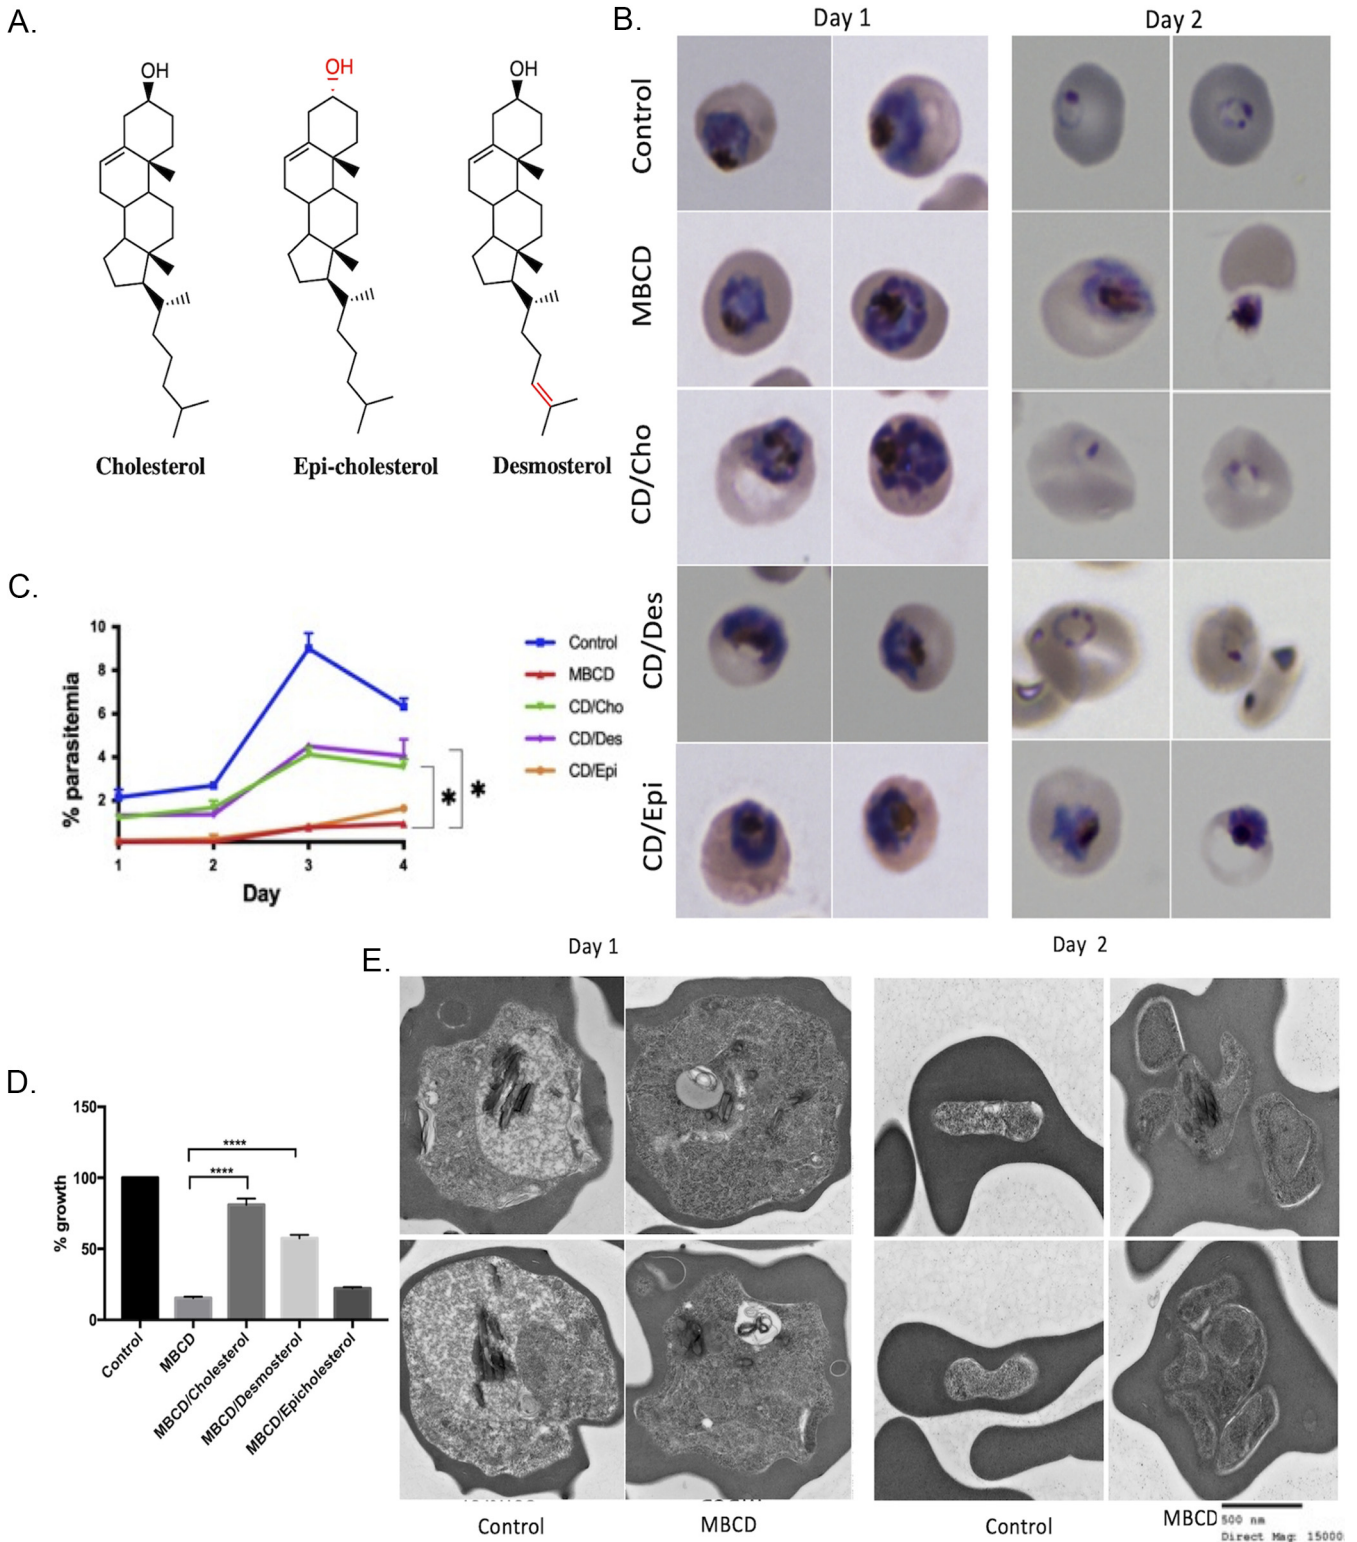 A.
OH
OH
OH
Cholesterol
Epi-cholesterol
Desmosterol
B.
Day 1
Day 2
Control
MBCD
CD/Cho
CD/Des
CD/Epi
C.
% parasitemia
10
8
6
4
2
1
2
3
4
Day
Control
MBCD
CD/Cho
CD/Des
CD/Epi
*
*
D.
% growth
150
100
50
0
****
****
Control
MBCD
MBCD/Cholesterol
MBCD/Desmosterol
MBCD/Epicholesterol
E.
Day 1
Day 2
Control
MBCD
Control
MBCD
500 nm
Direct Mag: 15000